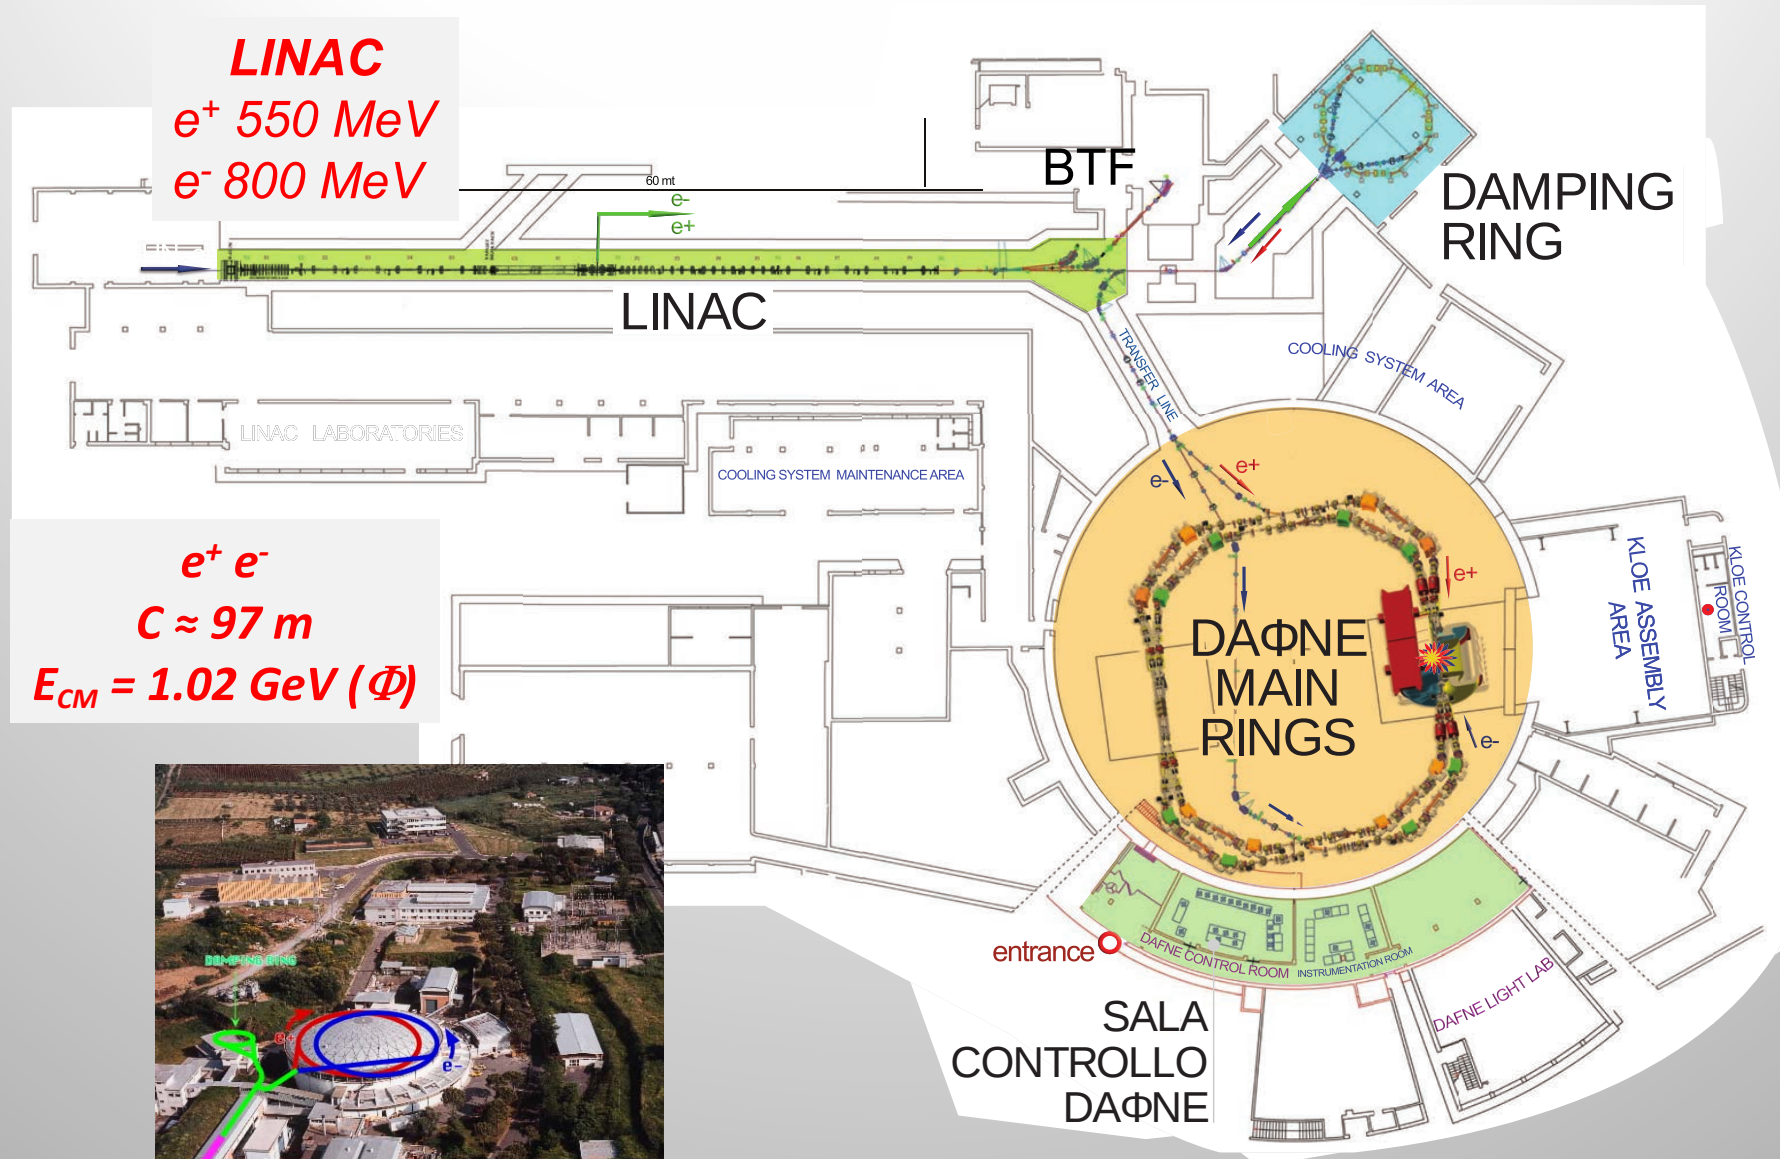 LINAC
e+ 550 MeV
e- 800 MeV
60 mt
e-
e+
BTF
DAMPING
RING
LINAC
TRANSFER LINE
COOLING SYSTEM AREA
LINAC LABORATORIES
COOLING SYSTEM MAINTENANCE AREA
e-
e+
e+ e-
C ≈ 97 m
ECM = 1.02 GeV (Φ)
e+
KLOE ASSEMBLY
AREA
KLOE CONTROL
ROOM
DAΦNE
MAIN
RINGS
e-
entrance
DAFNE CONTROL ROOM
INSTRUMENTATION ROOM
DAFNE LIGHT LAB
SALA
CONTROLLO
DAΦNE
DEMPING RING
e+
e-